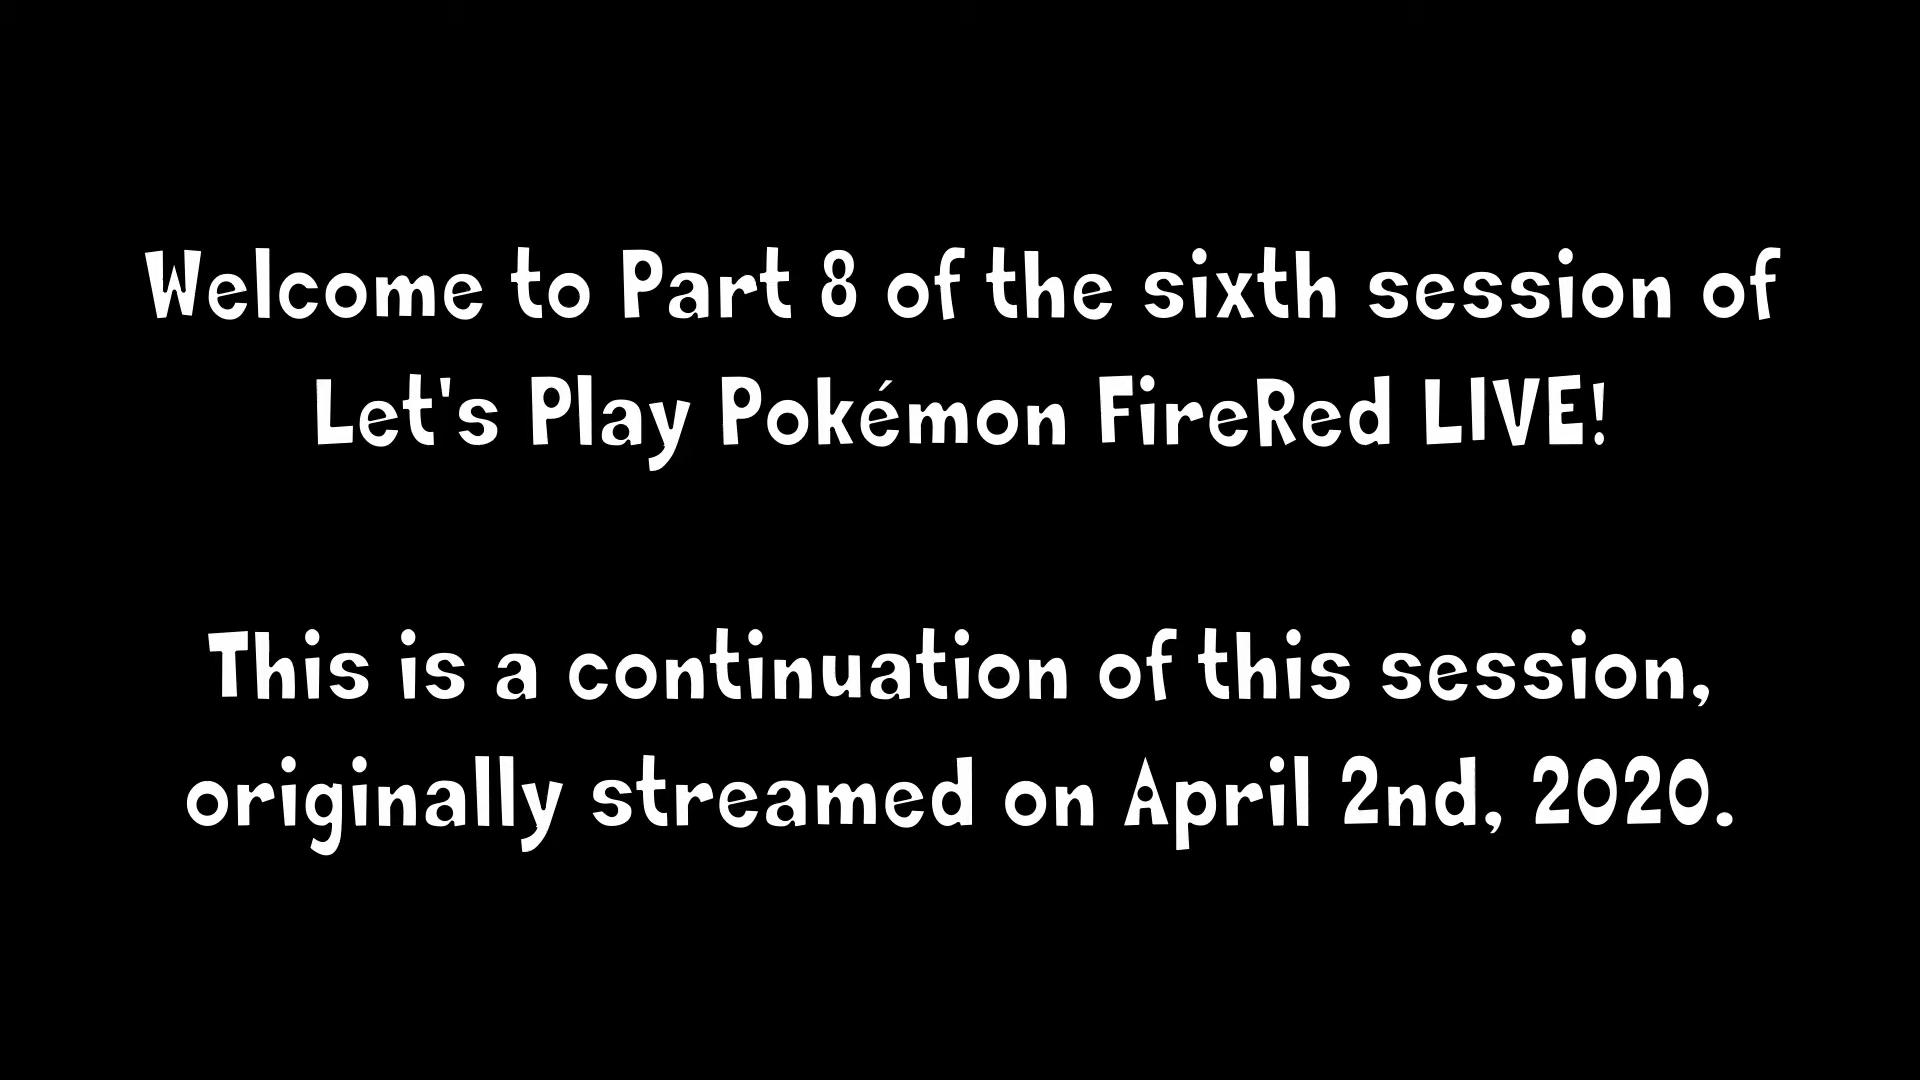 Welcome to Part 8 of the sixth session of
Let's Play Pokémon FireRed LIVE!
This is a continuation of this session,
originally streamed on April 2nd, 2020.